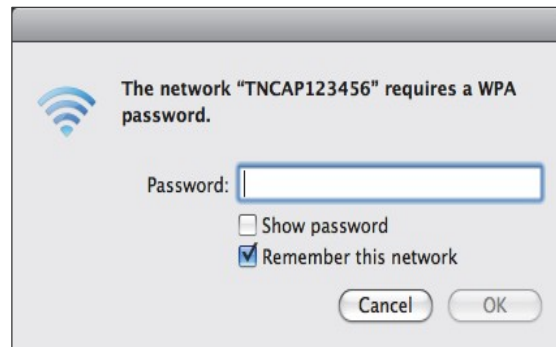 The network “TNCAP123456” requires a WPA
password.
Password:
Show password
Remember this network
Cancel
OK